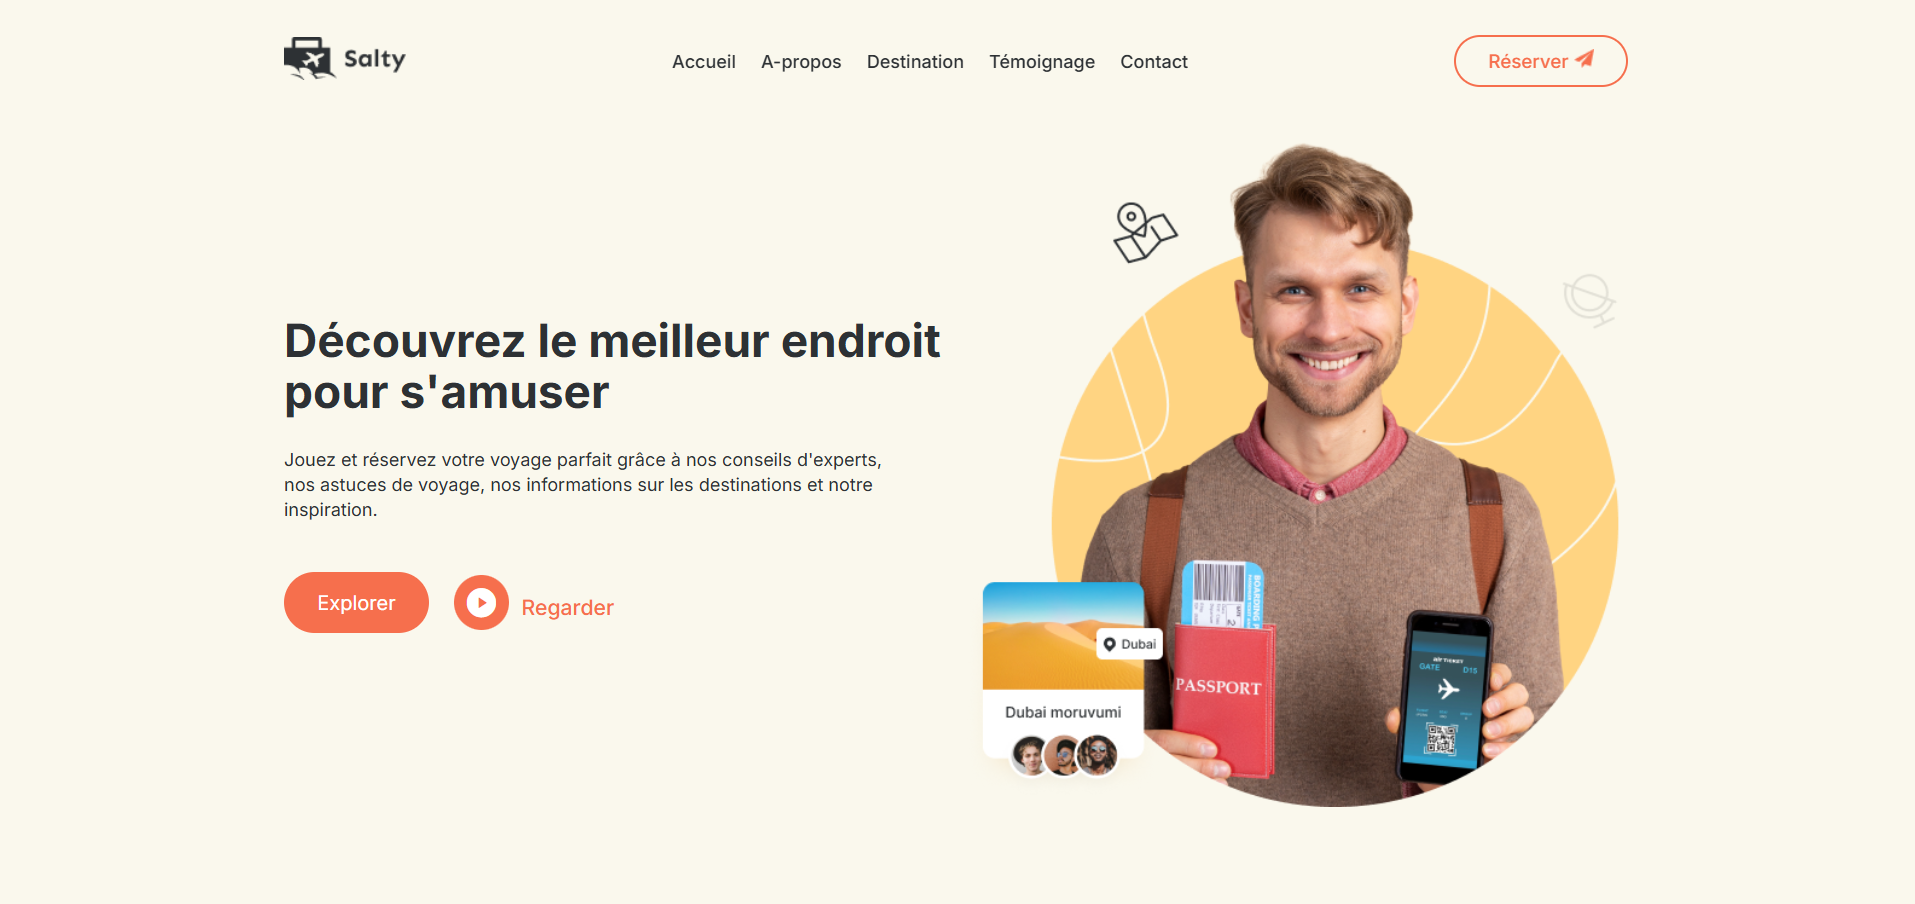 Salty
Accueil
A-propos
Destination
Témoignage
Contact
Réserver
Découvrez le meilleur endroit
pour s'amuser
Jouez et réservez votre voyage parfait grâce à nos conseils d'experts,
nos astuces de voyage, nos informations sur les destinations et notre
inspiration.
Explorer
Regarder
Dubai
Dubai moruvumi
BOARDING
PASSPORT
AIR TICKET
GATE
D15